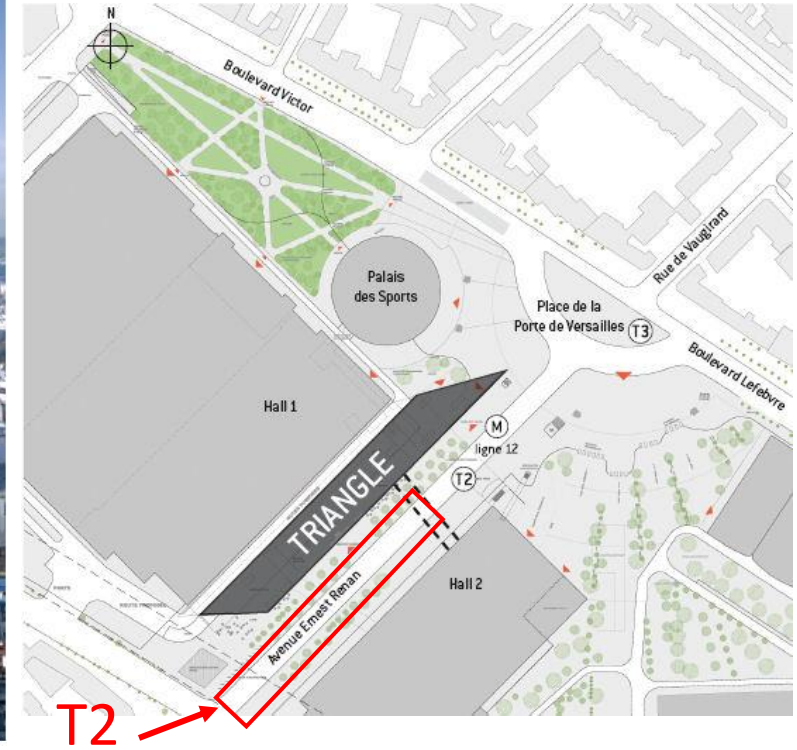 N
Boulevard Victor
Rue de Vaugirard
Palais
des Sports
Place de la
Porte de Versailles
T3
Boulevard Lefebvre
Hall 1
M
ligne 12
T2
TRIANGLE
Hall 2
Avenue Ernest Renan
T2